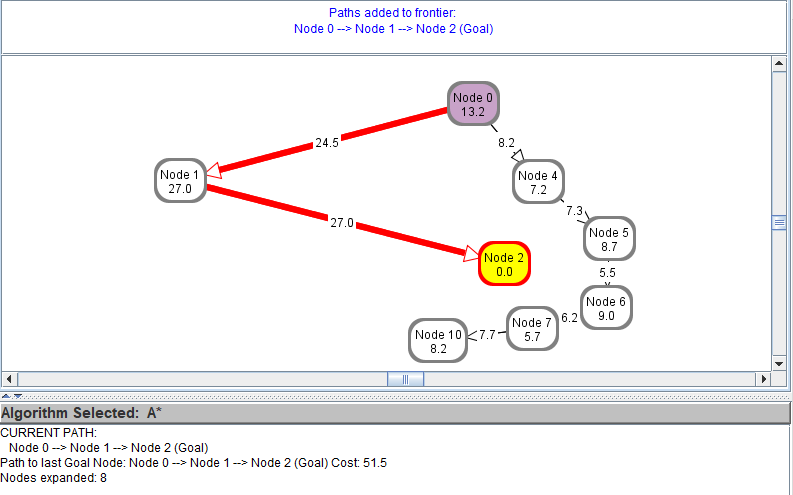 Paths added to frontier:
Node 0 --> Node 1 --> Node 2 (Goal)
Node 0
13.2
24.5
8.2
Node 1
27.0
Node 4
7.2
7.3
27.0
Node 5
8.7
Node 2
0.0
5.5
Node 6
9.0
6.2
Node 7
5.7
7.7
Node 10
8.2
Algorithm Selected: A*
CURRENT PATH:
Node 0 --> Node 1 --> Node 2 (Goal)
Path to last Goal Node: Node 0 --> Node 1 --> Node 2 (Goal) Cost: 51.5
Nodes expanded: 8